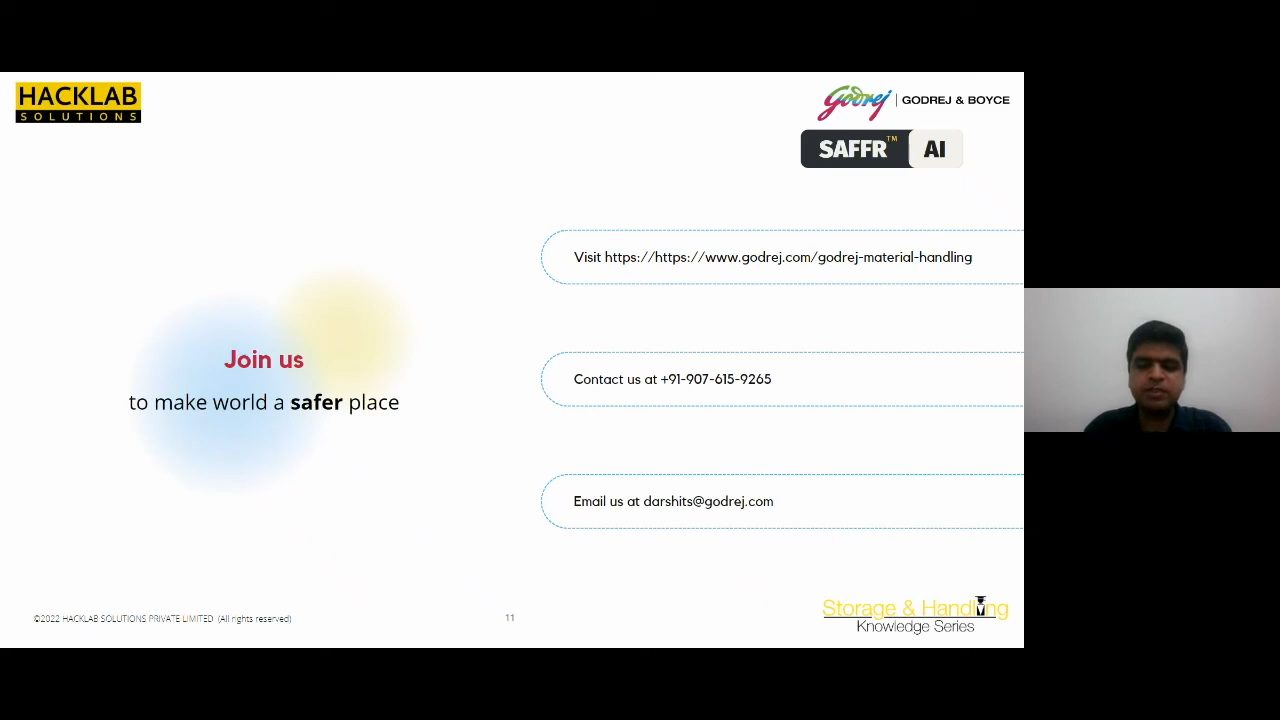 HACKLAB
SOLUTIONS
Godrej | GODREJ & BOYCE
SAFFR™ AI
Visit https://https://www.godrej.com/godrej-material-handling
Join us
to make world a safer place
Contact us at +91-907-615-9265
Email us at darshits@godrej.com
©2022 HACKLAB SOLUTIONS PRIVATE LIMITED (All rights reserved)
11
Storage & Handling
Knowledge Series